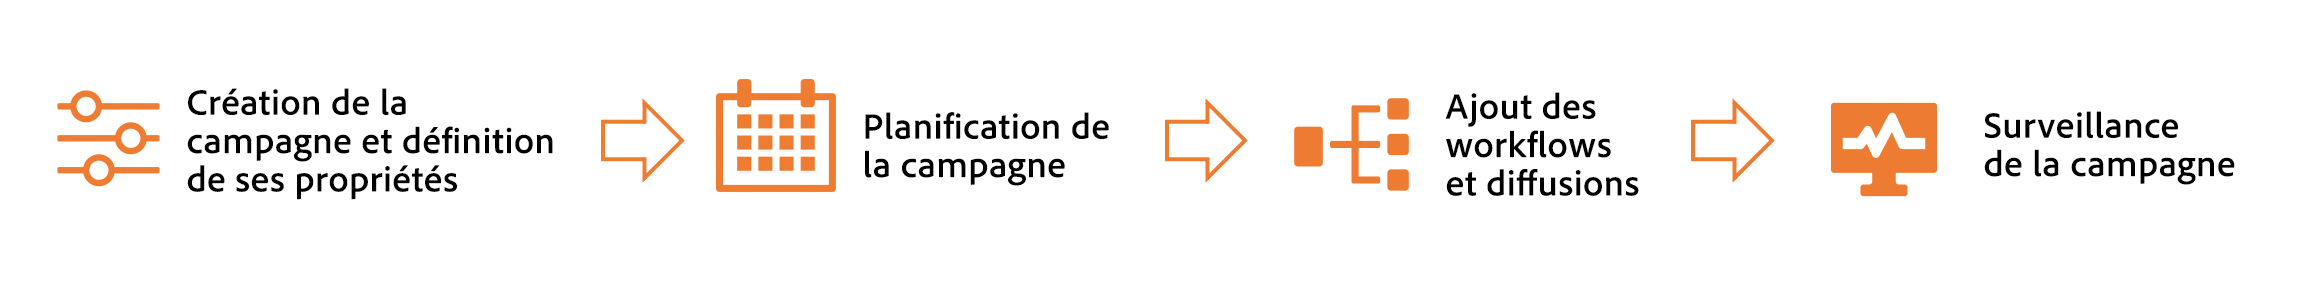 Création de la
campagne et définition
de ses propriétés
Planification de
la campagne
Ajout des
workflows
et diffusions
Surveillance
de la campagne